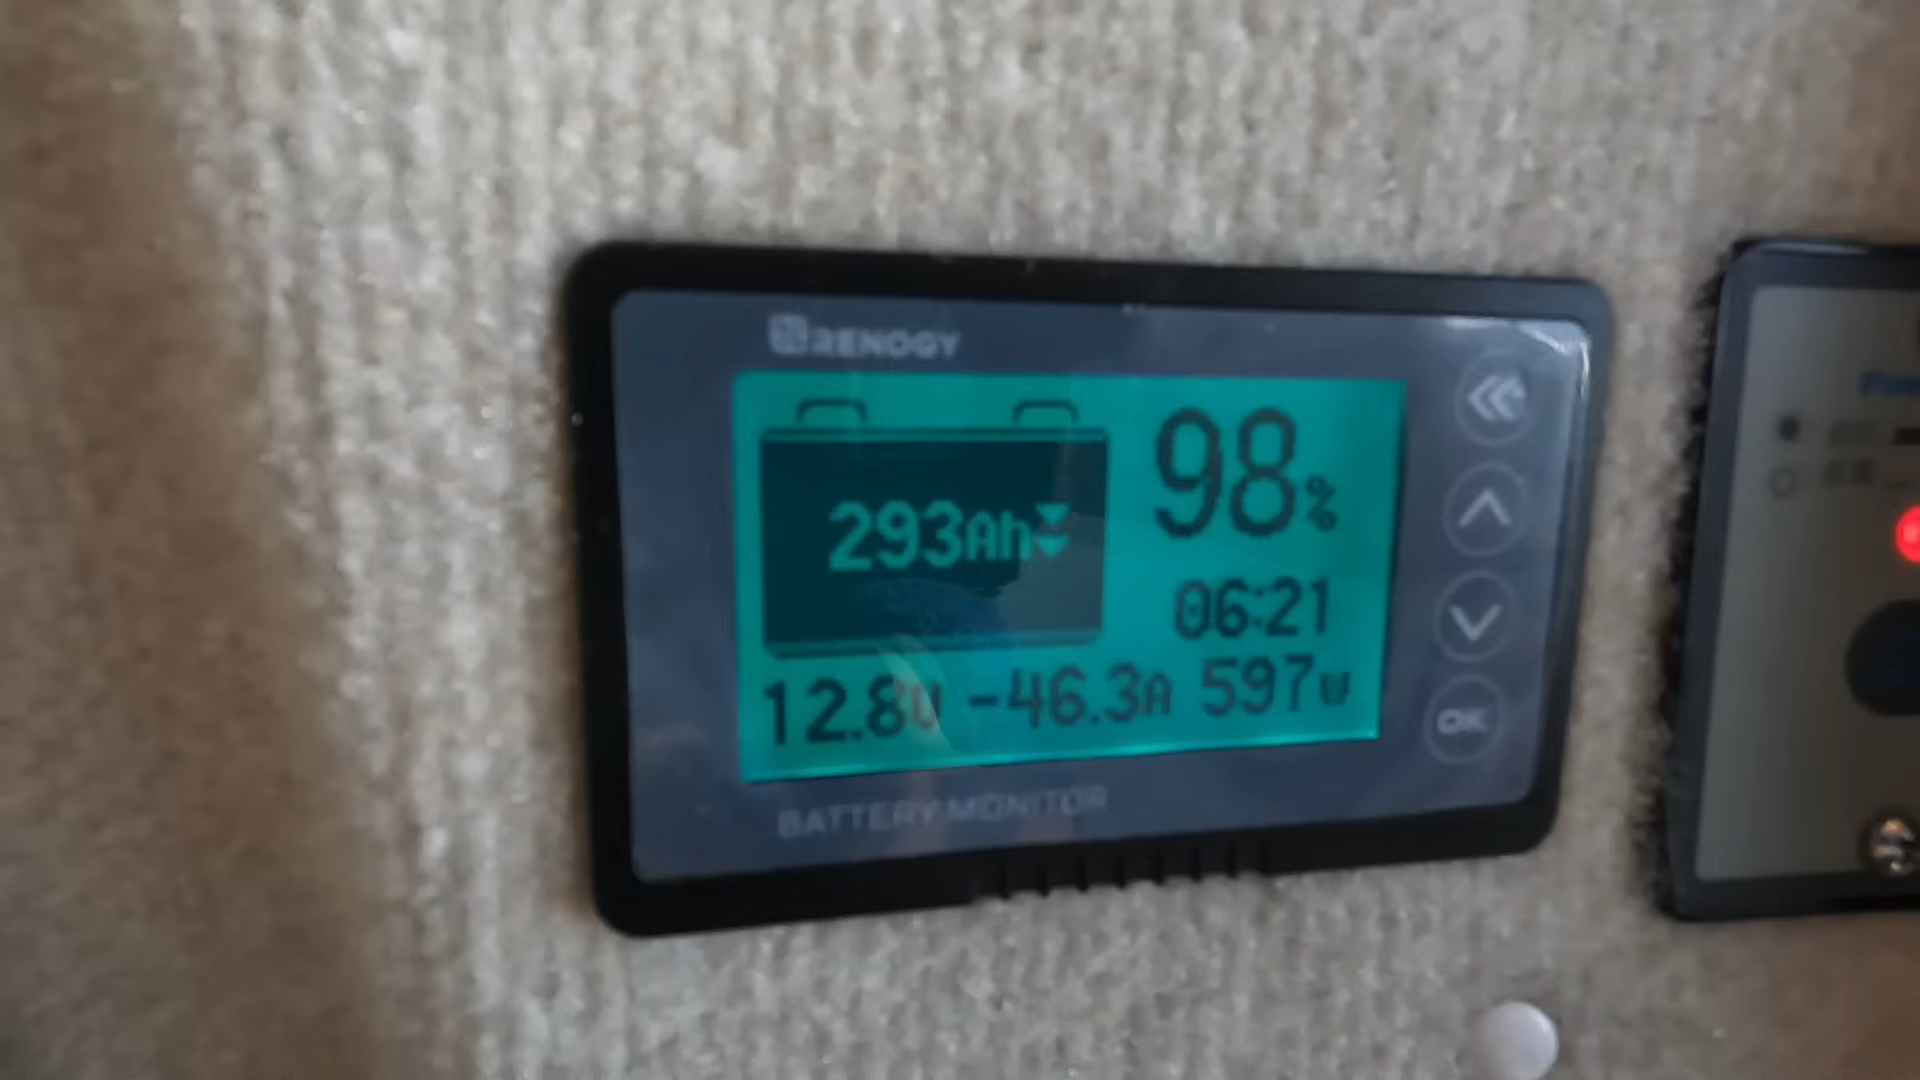 RENOGY
98%
293Ah
06:21
12.8V -46.3A 597W
OK
BATTERY MONITOR